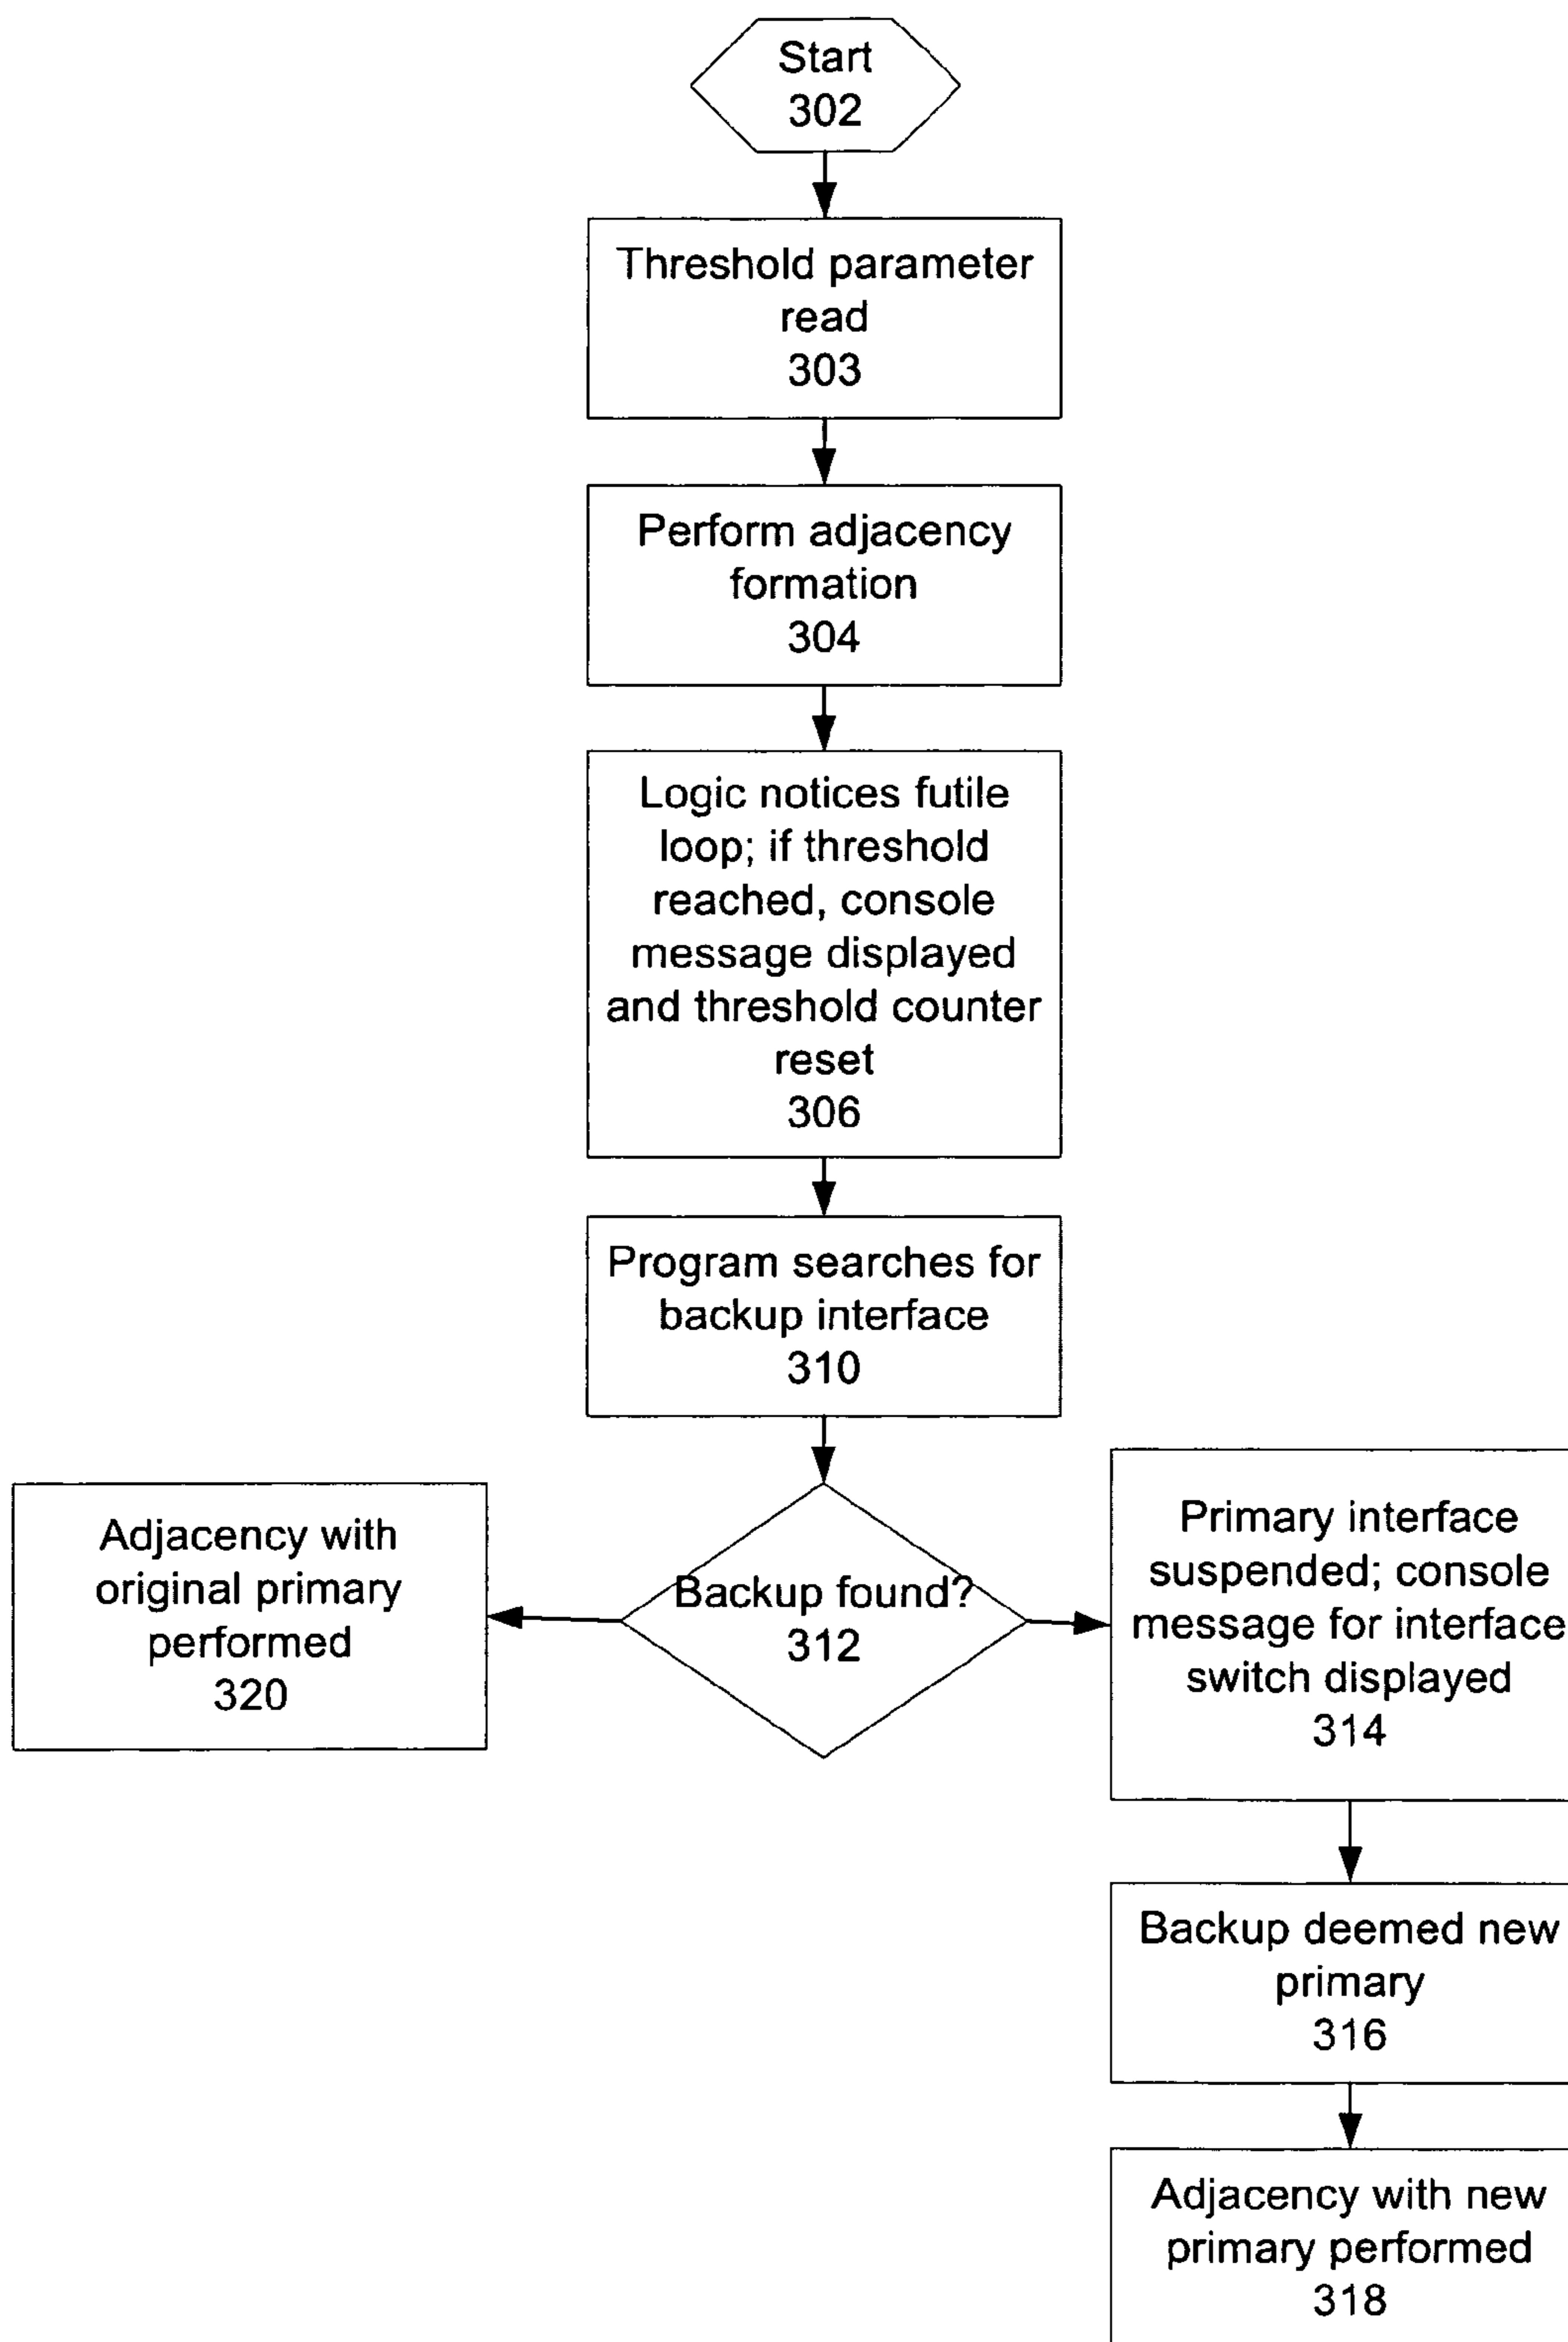 Start
302
Threshold parameter
read
303
Perform adjacency
formation
304
Logic notices futile
loop; if threshold
reached, console
message displayed
and threshold counter
reset
306
Program searches for
backup interface
310
Backup found?
312
Adjacency with
original primary
performed
320
Primary interface
suspended; console
message for interface
switch displayed
314
Backup deemed new
primary
316
Adjacency with new
primary performed
318